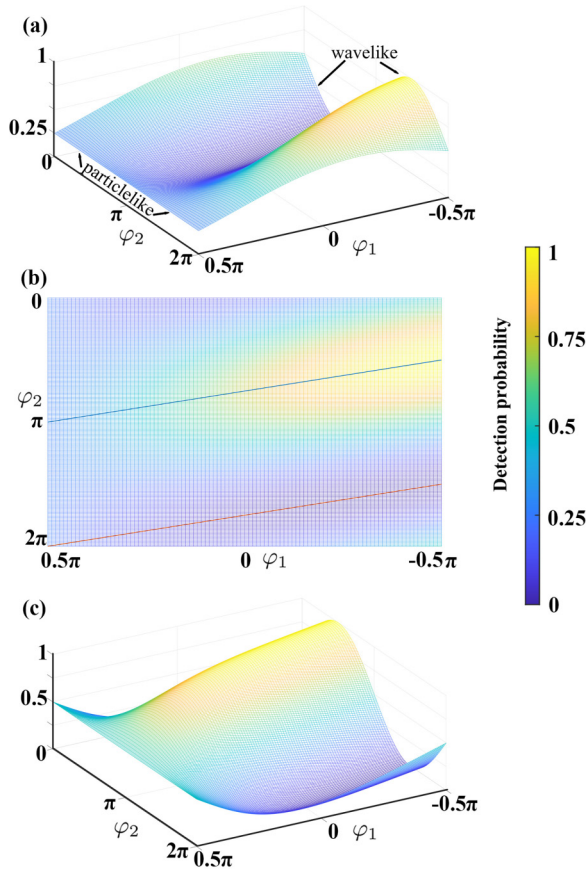 (a)
1
wavelike
0.25
0
particlelike
π
-0.5π
φ₂
0
φ₁
2π
0.5π
(b)
0
φ₂
π
2π
0.5π
0 φ₁
-0.5π
1
0.75
0.5
0.25
0
Detection probability
(c)
1
0.5
0
π
-0.5π
φ₂
0
φ₁
2π
0.5π